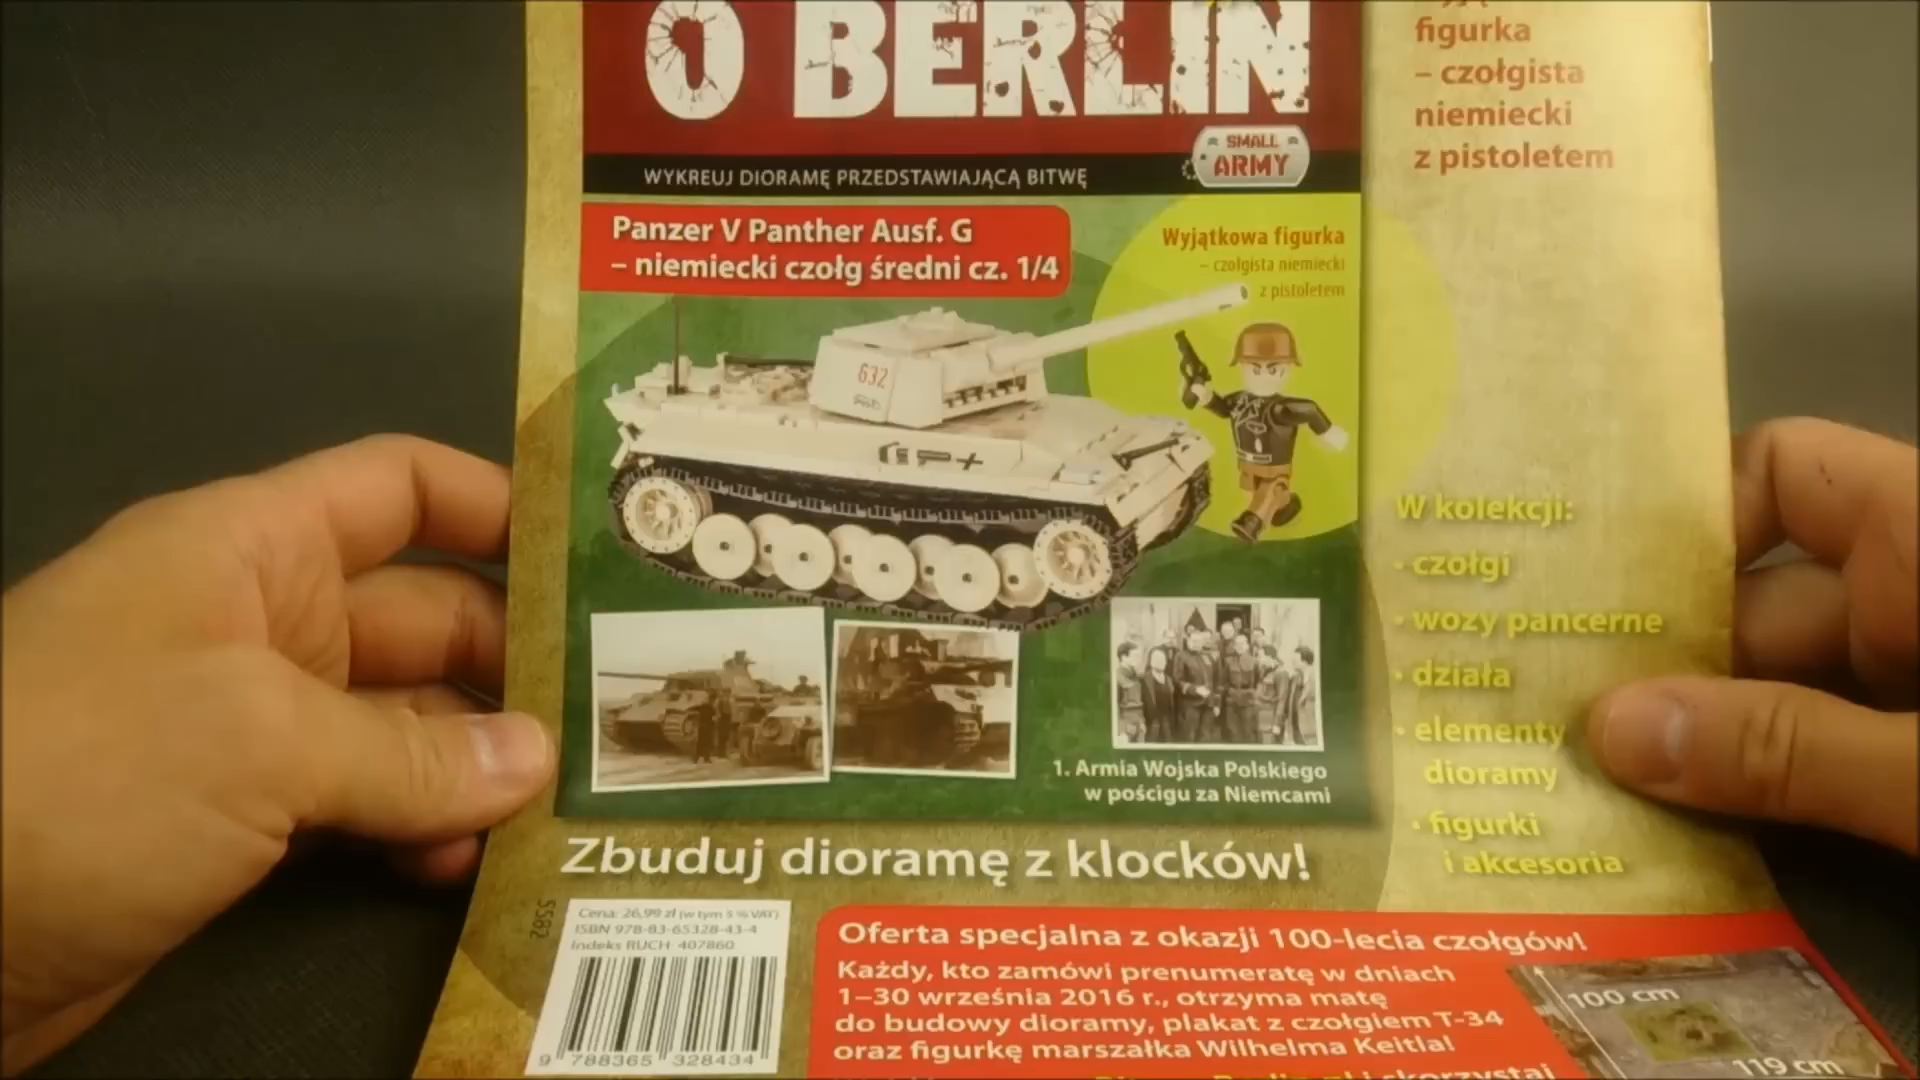 O BERLIN
SMALL
ARMY
WYKREUJ DIORAMĘ PRZEDSTAWIAJĄCĄ BITWĘ
Panzer V Panther Ausf. G
– niemiecki czołg średni cz. 1/4
Wyjątkowa figurka
– czołgista niemiecki
z pistoletem
632
figurka
– czołgista
niemiecki
z pistoletem
W kolekcji:
• czołgi
• wozy pancerne
• działa
• elementy
dioramy
• figurki
i akcesoria
1. Armia Wojska Polskiego
w pościgu za Niemcami
Zbuduj dioramę z klocków!
SS82
Cena: 26,99 zł (w tym 5 % VAT)
ISBN 978-83-65328-43-4
Indeks RUCH 407860
9 788365 328434
Oferta specjalna z okazji 100-lecia czołgów!
Każdy, kto zamówi prenumeratę w dniach
1–30 września 2016 r., otrzyma matę
do budowy dioramy, plakat z czołgiem T-34
oraz figurkę marszałka Wilhelma Keitla!
100 cm
119 cm